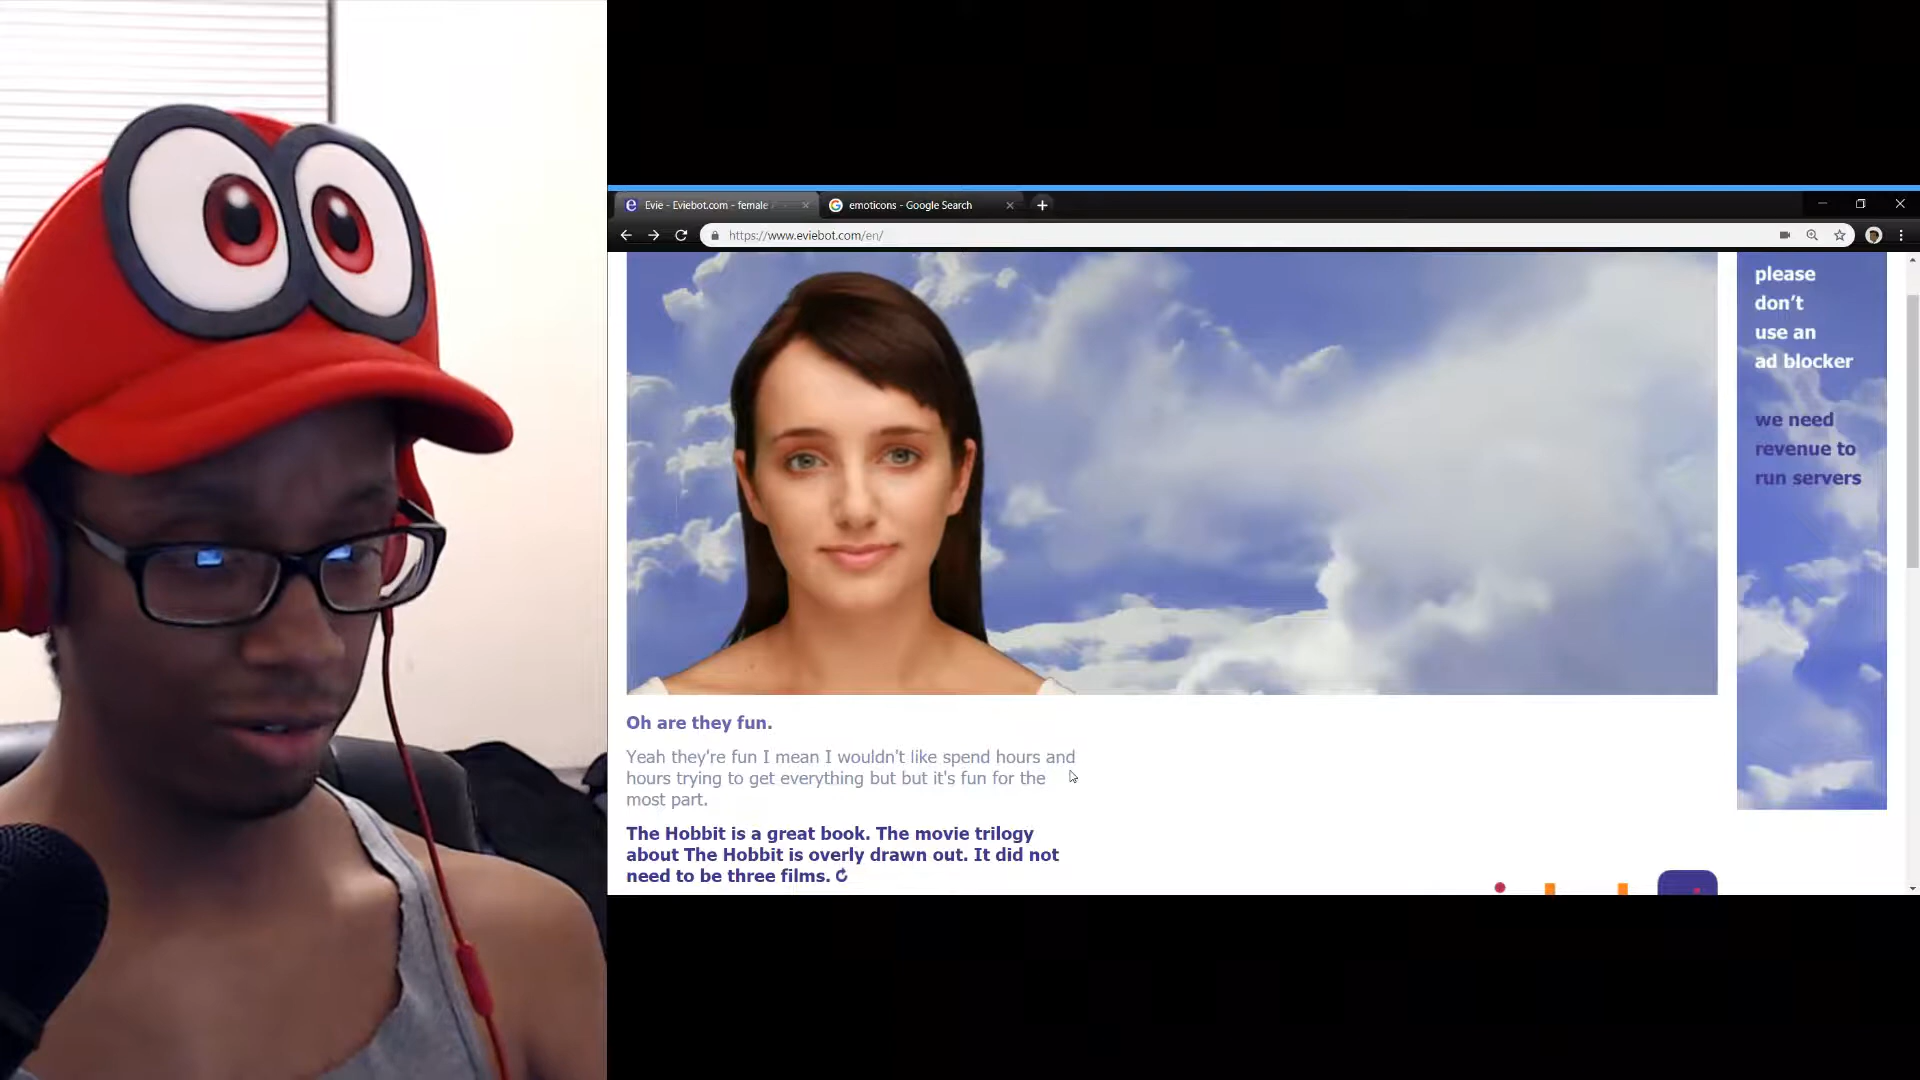 Evie - Eviebot.com - female
emoticons - Google Search
https://www.eviebot.com/en/
please
don't
use an
ad blocker
we need
revenue to
run servers
Oh are they fun.
Yeah they're fun I mean I wouldn't like spend hours and
hours trying to get everything but but it's fun for the
most part.
The Hobbit is a great book. The movie trilogy
about The Hobbit is overly drawn out. It did not
need to be three films.